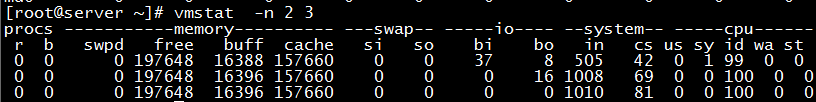 [root@server ~]# vmstat  -n 2 3
procs -----------memory---------- ---swap-- -----io---- --system-- -----cpu------
 r  b   swpd   free   buff  cache   si   so    bi    bo   in   cs us sy id wa st
 0  0      0 197648  16388 157660    0    0    37     8  505   42  0  1 99  0  0
 0  0      0 197648  16396 157660    0    0     0    16 1008   69  0  0 100  0  0
 0  0      0 197648  16396 157660    0    0     0     0 1010   81  0  0 100  0  0